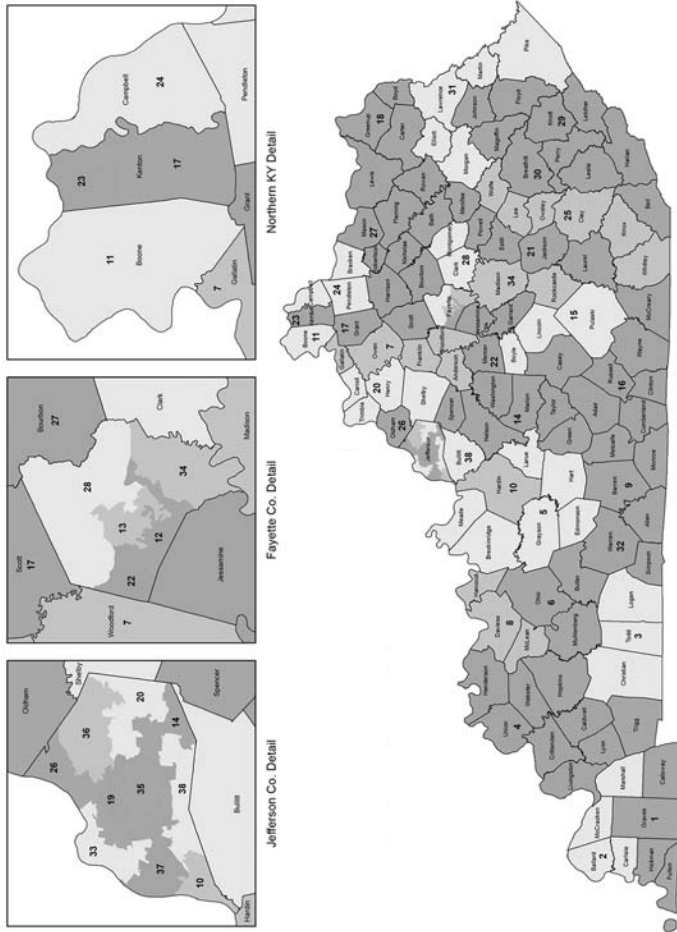 Jefferson Co. Detail
Oldham
26
Shelby
36
20
19
35
33
14
Spencer
38
37
10
Bullitt
Hardin
Fayette Co. Detail
Scott
17
Bourbon
27
28
Clark
13
34
12
22
Woodford
7
Jessamine
Madison
Northern KY Detail
23
Campbell
24
Kenton
17
11
Boone
Pendleton
Grant
7
Gallatin
Boone
11
23
24
Pendleton
Bracken
17
Grant
Gallatin
Carroll
Trimble
Owen
7
20
Henry
Oldham
26
Shelby
Jefferson
Franklin
Scott
Harrison
Bourbon
Nicholas
Mason
27
Fleming
Lewis
Greenup
18
Boyd
Carter
Rowan
Bath
Elliott
Lawrence
31
Martin
Johnson
Morgan
Menifee
Montgomery
Clark
28
Fayette
Anderson
Spencer
Bullitt
38
Nelson
Washington
Mercer
22
Boyle
Garrard
Madison
34
Estill
Powell
Wolfe
Magoffin
Floyd
Pike
Knott
29
Letcher
Breathitt
30
Perry
Lee
Owsley
Jackson
21
Clay
25
Leslie
Harlan
Bell
Knox
Laurel
Whitley
Rockcastle
Lincoln
Pulaski
15
McCreary
Wayne
Casey
Marion
14
Taylor
Green
Adair
Russell
16
Clinton
Cumberland
Metcalfe
Monroe
Barren
9
Allen
Larue
Hart
Hardin
10
Meade
Breckinridge
Grayson
5
Edmonson
Warren
32
Simpson
Logan
Butler
Hancock
Ohio
6
Daviess
8
McLean
Muhlenberg
Todd
3
Christian
Henderson
Webster
Hopkins
Union
4
Crittenden
Caldwell
Lyon
Trigg
Livingston
Marshall
Calloway
McCracken
Graves
1
Ballard
2
Carlisle
Hickman
Fulton